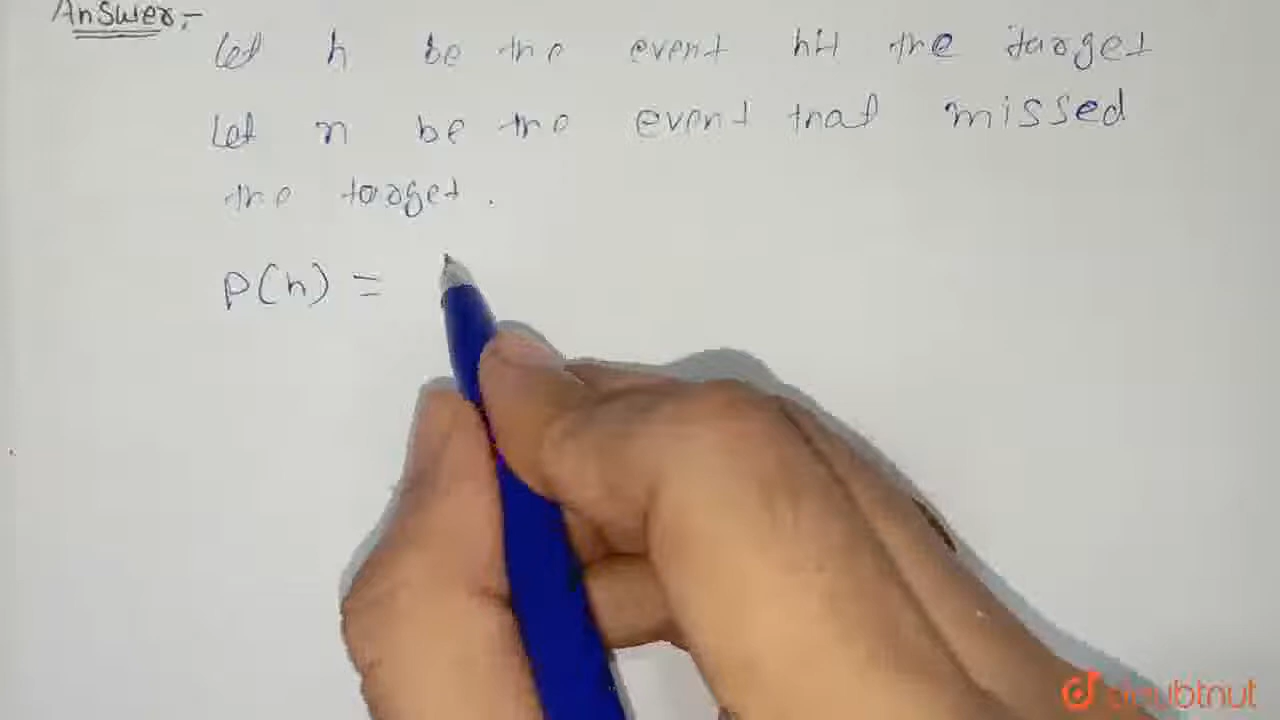 Answer:-
Let h be the event hit the target
Let m be the event that missed
the target.
P(h) =
doubtnut